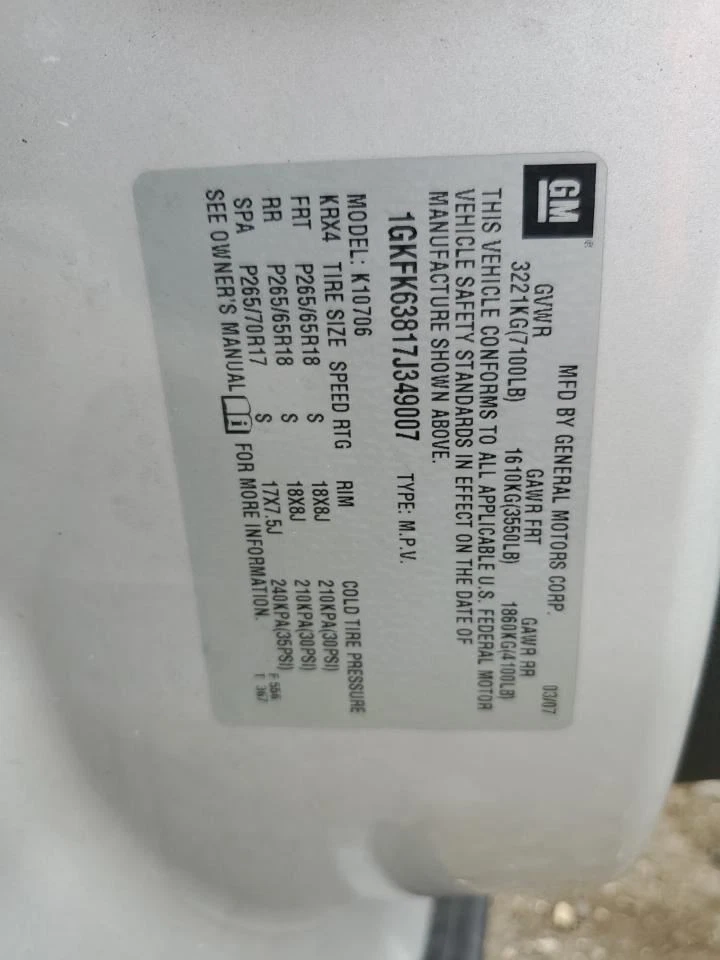 GM ®
MFD BY GENERAL MOTORS CORP. 03/07
GVWR GAWR FRT GAWR RR
3221KG(7100LB) 1610KG(3550LB) 1860KG(4100LB)
THIS VEHICLE CONFORMS TO ALL APPLICABLE U.S. FEDERAL MOTOR
VEHICLE SAFETY STANDARDS IN EFFECT ON THE DATE OF
MANUFACTURE SHOWN ABOVE.
1GKFK63817J349007 TYPE: M.P.V.
MODEL: K10706
KRX4 TIRE SIZE SPEED RTG RIM COLD TIRE PRESSURE
FRT P265/65R18 S 18X8J 210KPA(30PSI)
RR P265/65R18 S 18X8J 210KPA(30PSI)
SPA P265/70R17 S 17X7.5J 240KPA(35PSI)
SEE OWNER'S MANUAL i FOR MORE INFORMATION.
F 556
T 367